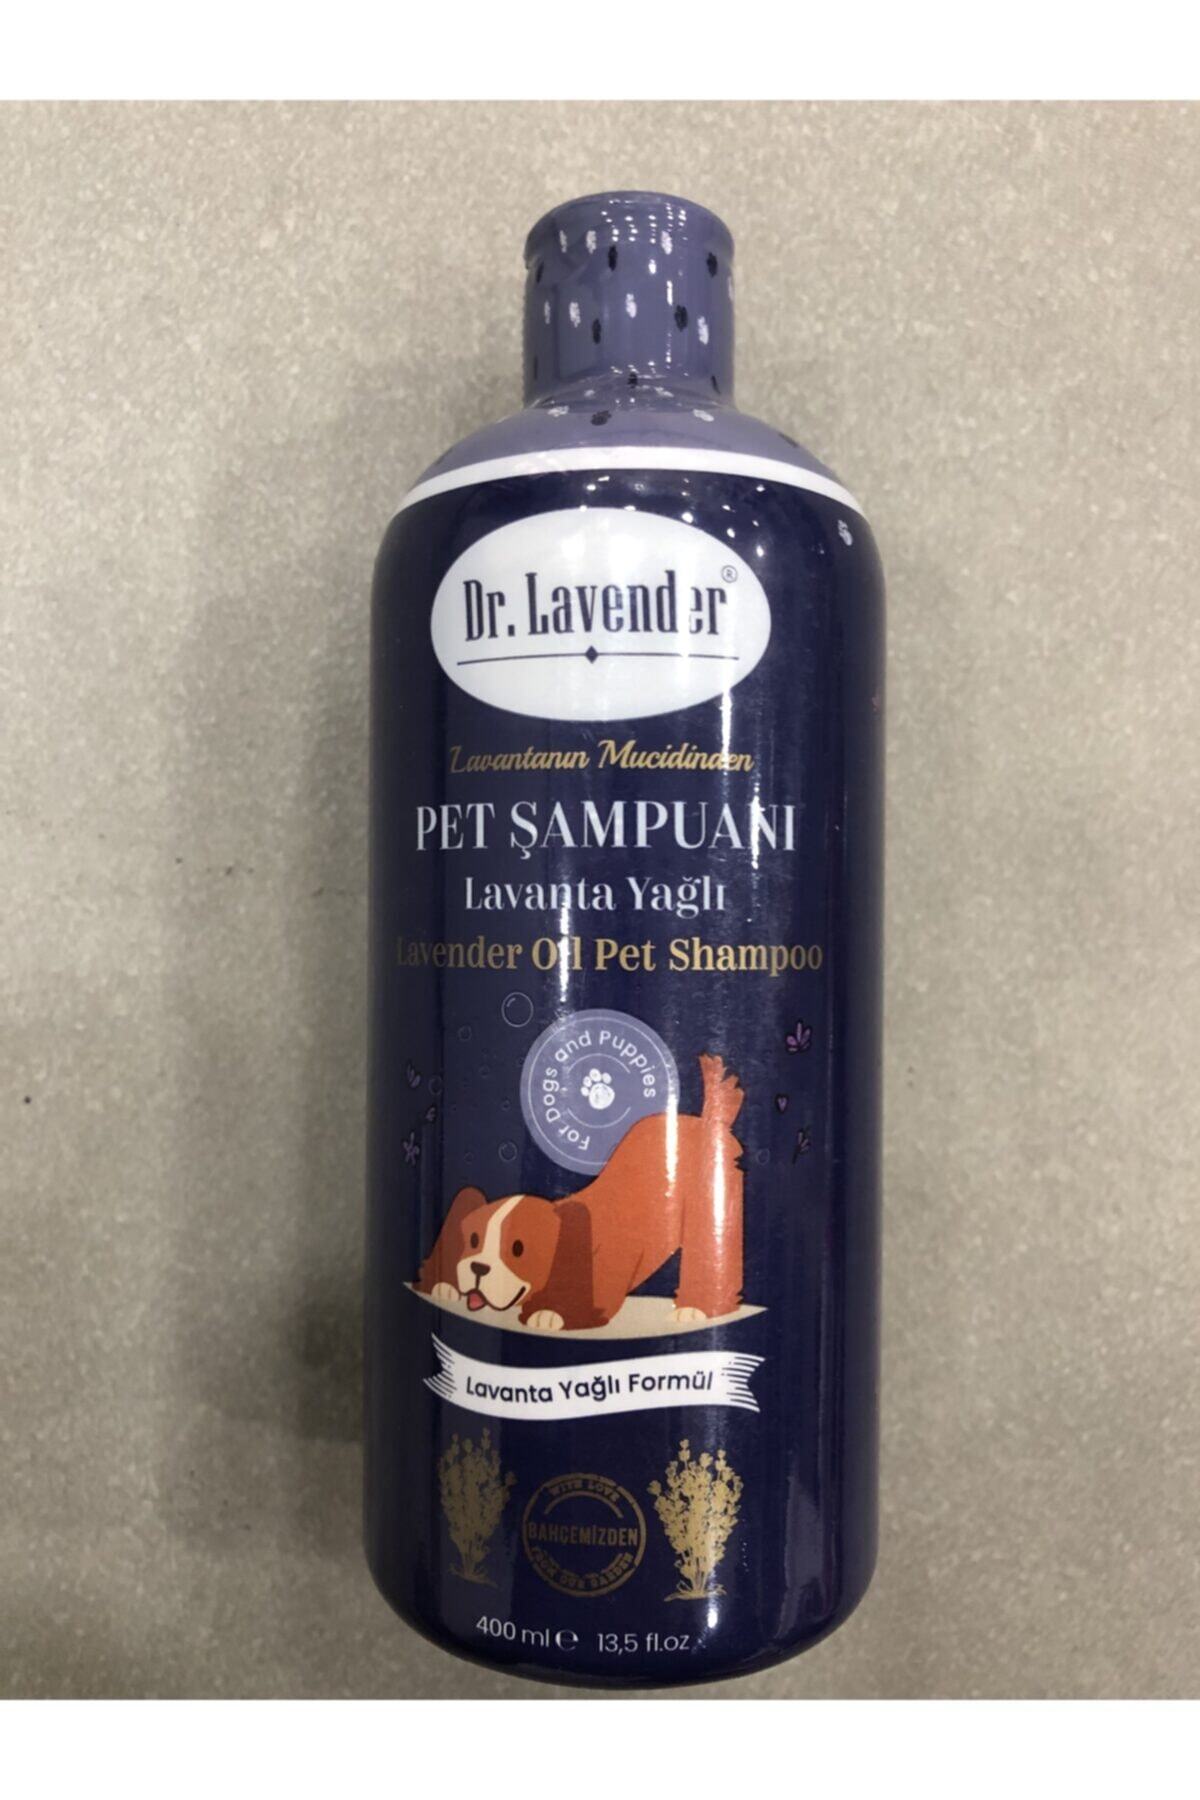 Dr. Lavender®
Lavantanın Mucidinden
PET ŞAMPUANI
Lavanta Yağlı
Lavender Oil Pet Shampoo
For Dogs and Puppies
Lavanta Yağlı Formül
WITH LOVE
BAHÇEMİZDEN
FROM OUR GARDEN
400 ml ℮ 13,5 fl.oz